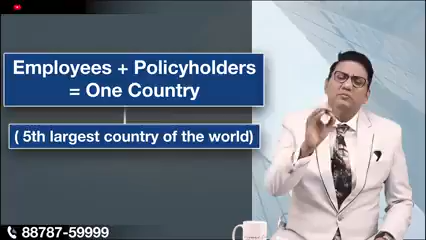 Employees + Policyholders
= One Country
( 5th largest country of the world)
88787-59999